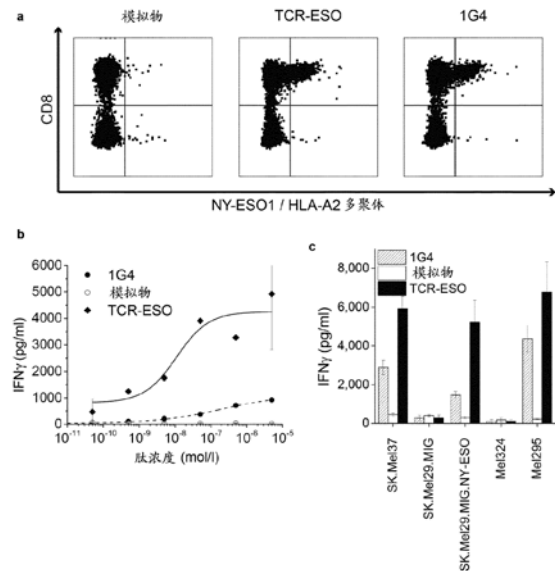 a
模拟物
TCR-ESO
1G4
CD8
NY-ESO1 / HLA-A2 多聚体
b
6000
5000
4000
3000
2000
1000
0
IFNγ (pg/ml)
1G4
模拟物
TCR-ESO
10⁻¹¹ 10⁻¹⁰ 10⁻⁹ 10⁻⁸ 10⁻⁷ 10⁻⁶ 10⁻⁵
肽浓度 (mol/l)
c
8,000
6,000
4,000
2,000
0
IFNγ (pg/ml)
1G4
模拟物
TCR-ESO
SK.Mel37
SK.Mel29.MIG
SK.Mel29.MIG.NY-ESO
Mel324
Mel295